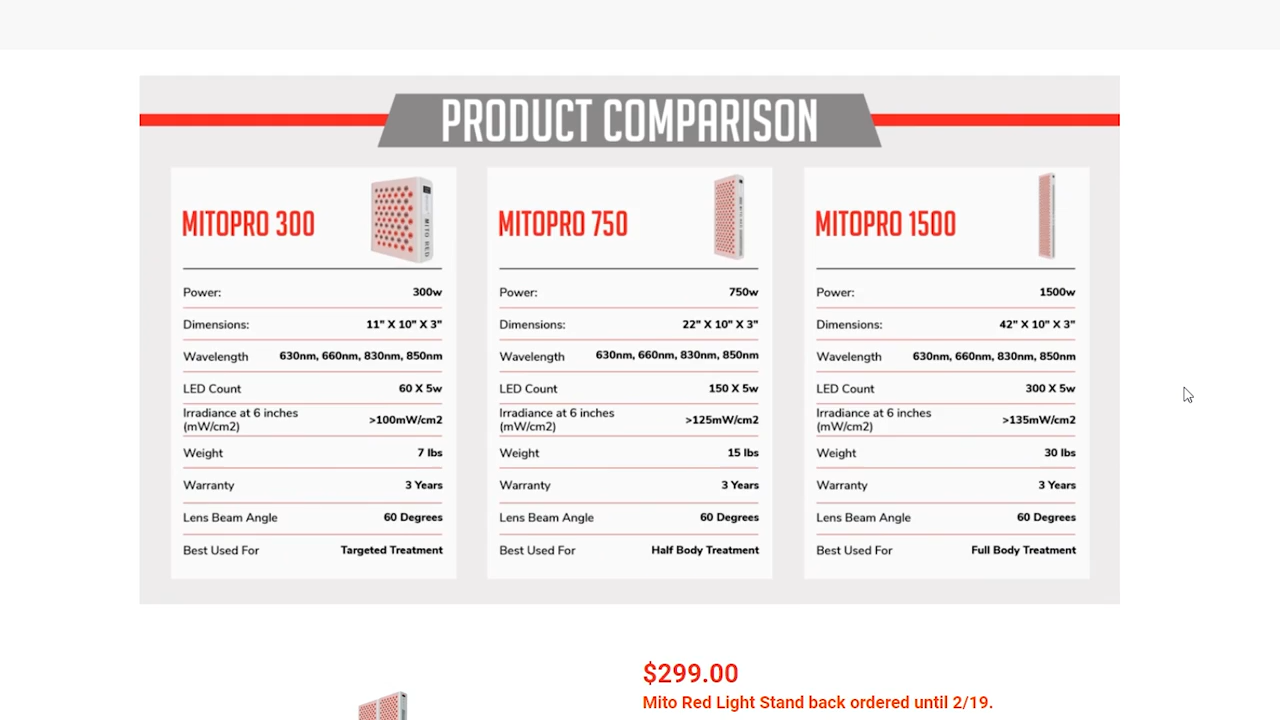 PRODUCT COMPARISON
MITOPRO 300
Power: 300w
Dimensions: 11" X 10" X 3"
Wavelength 630nm, 660nm, 830nm, 850nm
LED Count 60 X 5w
Irradiance at 6 inches
(mW/cm2) >100mW/cm2
Weight 7 lbs
Warranty 3 Years
Lens Beam Angle 60 Degrees
Best Used For Targeted Treatment
MITOPRO 750
Power: 750w
Dimensions: 22" X 10" X 3"
Wavelength 630nm, 660nm, 830nm, 850nm
LED Count 150 X 5w
Irradiance at 6 inches
(mW/cm2) >125mW/cm2
Weight 15 lbs
Warranty 3 Years
Lens Beam Angle 60 Degrees
Best Used For Half Body Treatment
MITOPRO 1500
Power: 1500w
Dimensions: 42" X 10" X 3"
Wavelength 630nm, 660nm, 830nm, 850nm
LED Count 300 X 5w
Irradiance at 6 inches
(mW/cm2) >135mW/cm2
Weight 30 lbs
Warranty 3 Years
Lens Beam Angle 60 Degrees
Best Used For Full Body Treatment
MITO RED
$299.00
Mito Red Light Stand back ordered until 2/19.